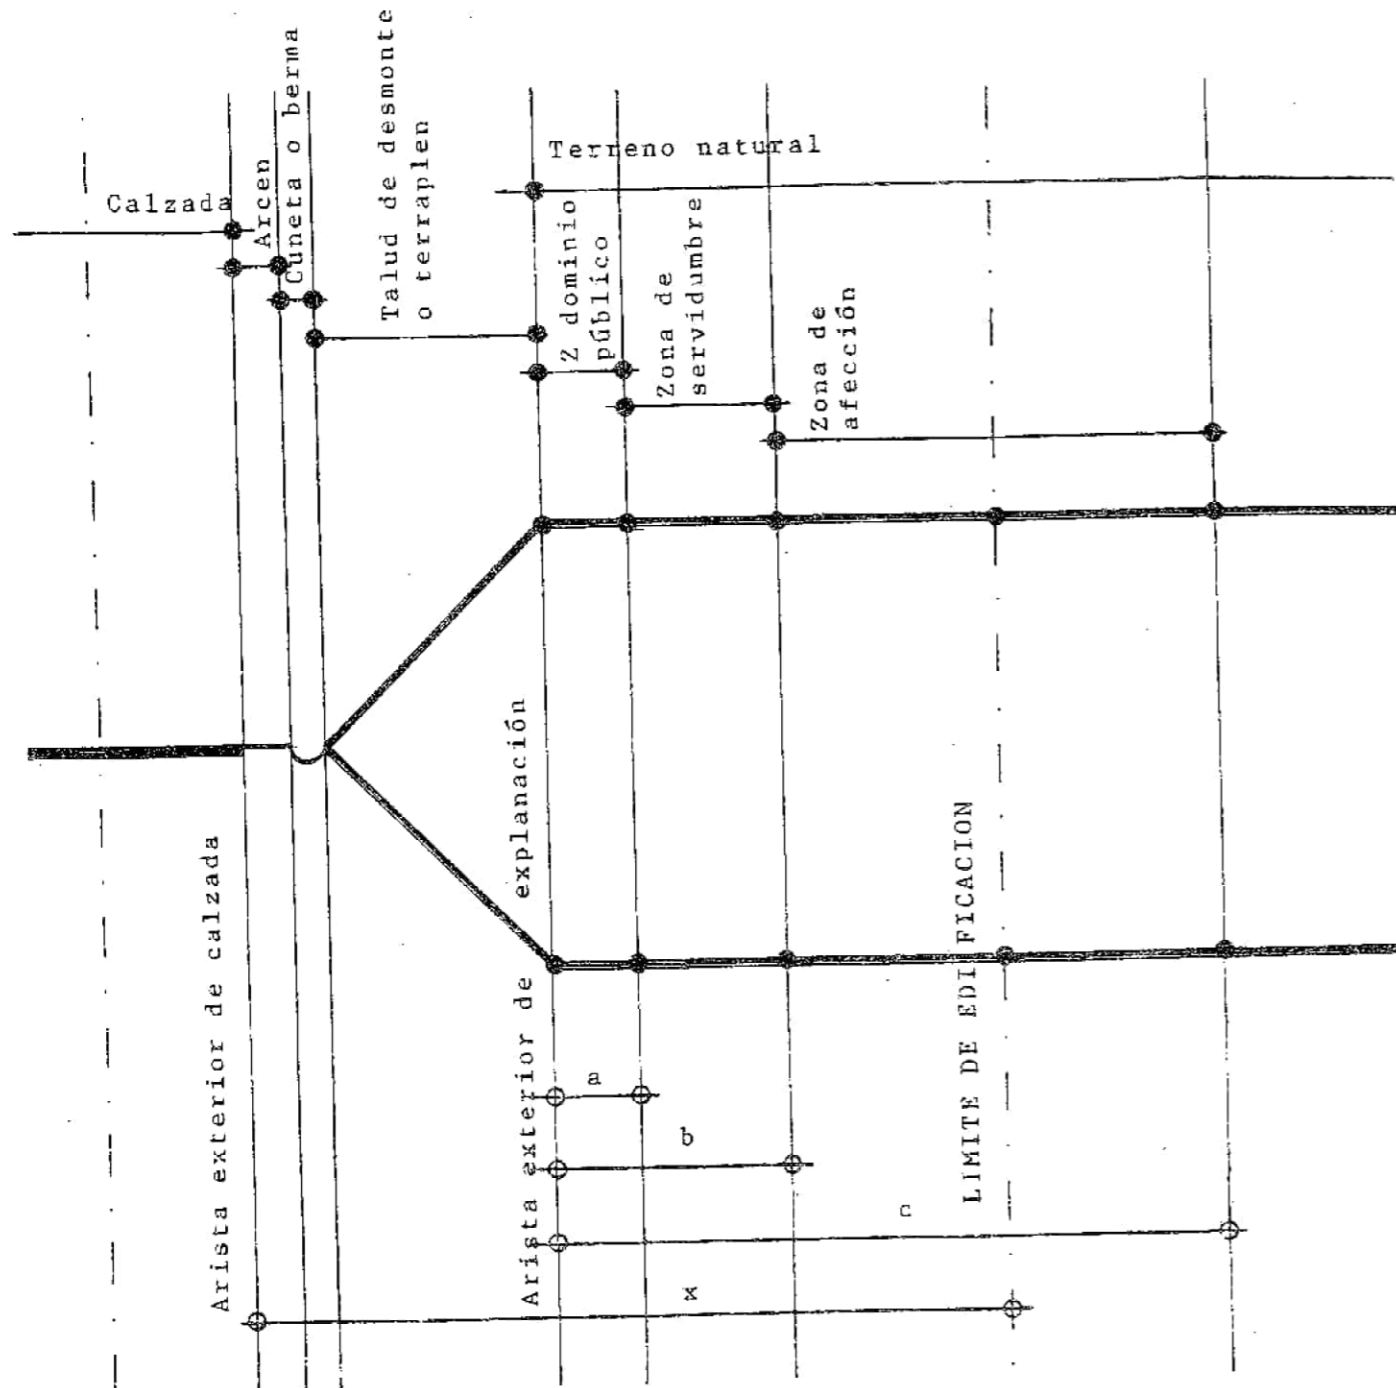 Calzada
Arcen
Cuneta o berma
Talud de desmonte
o terraplen
Terreno natural
Z dominio
público
Zona de
servidumbre
Zona de
afección
Arista exterior de calzada
Arista exterior de explanación
LIMITE DE EDIFICACION
a
b
c
x